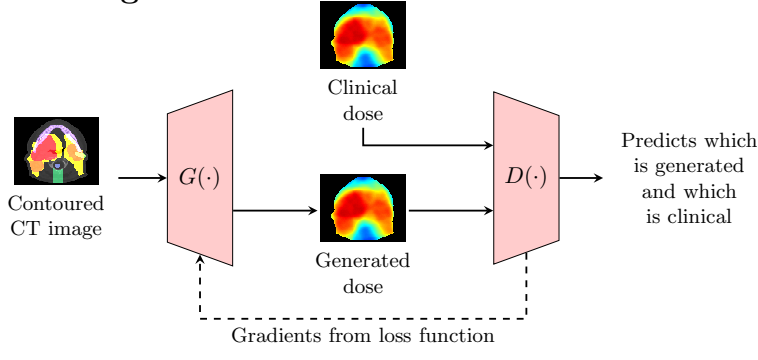 Clinical
dose
Contoured
CT image
G(·)
Generated
dose
D(·)
Predicts which
is generated
and which
is clinical
Gradients from loss function